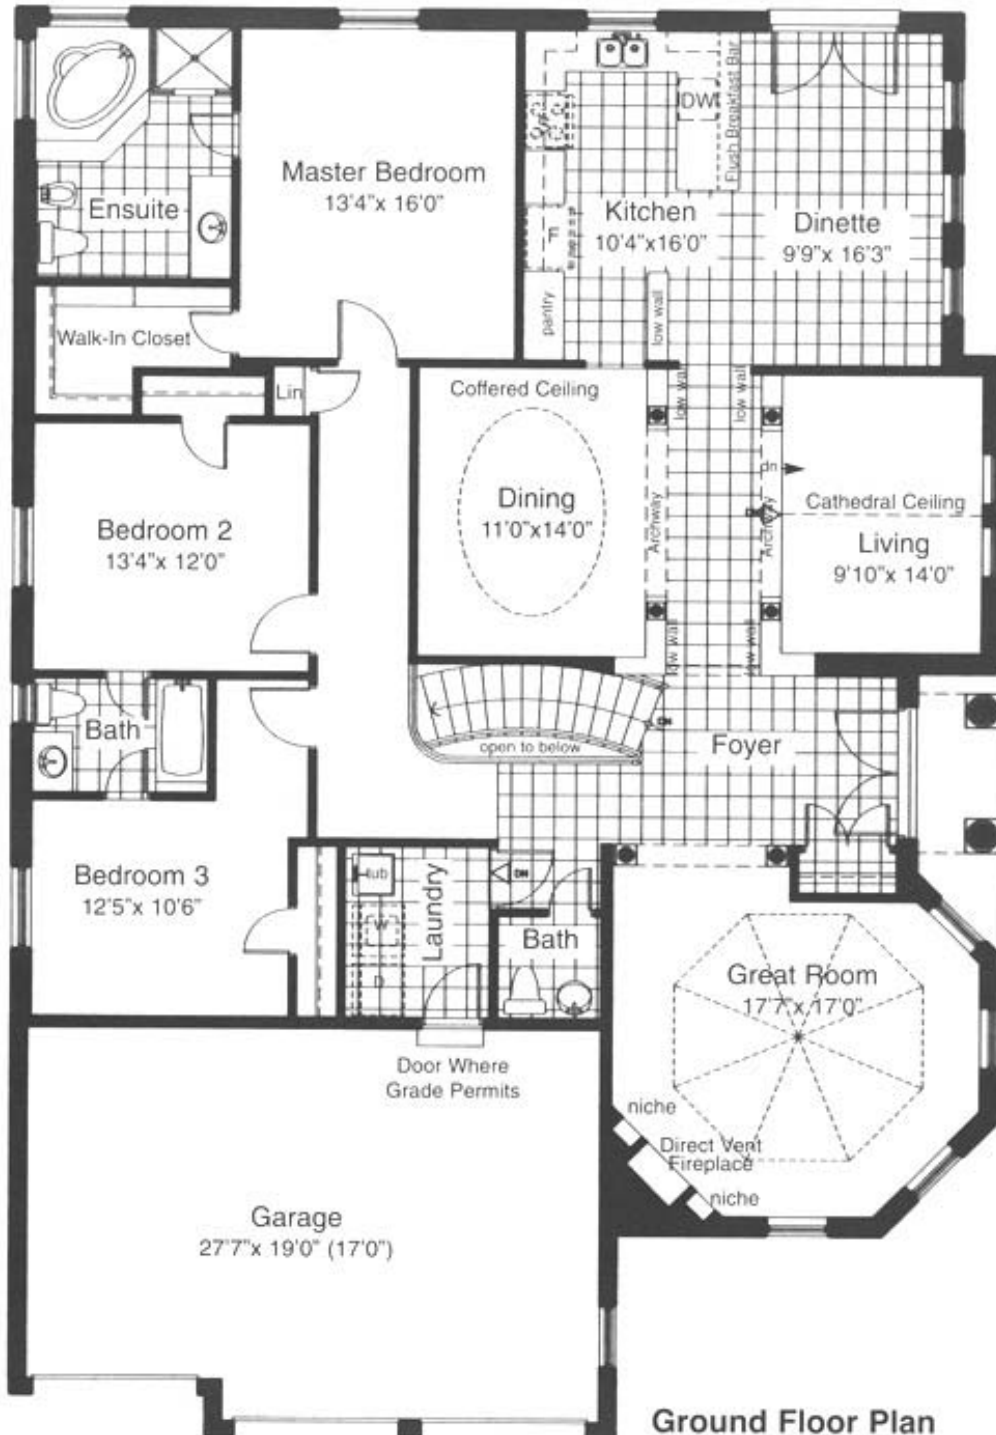 Master Bedroom
13'4"x 16'0"
Ensuite
DW
Flush Breakfast Bar
Kitchen
10'4"x16'0"
Dinette
9'9"x 16'3"
pantry
low wall
Walk-In Closet
Lin
Coffered Ceiling
low wall
low wall
Dining
11'0"x14'0"
Archway
dn
Archway
Cathedral Ceiling
Living
9'10"x 14'0"
Bedroom 2
13'4"x 12'0"
low wall
low wall
Bath
DN
open to below
Foyer
Bedroom 3
12'5"x 10'6"
tub
W
D
Laundry
DN
Bath
Great Room
17'7"x 17'0"
Door Where
Grade Permits
niche
Direct Vent
Fireplace
niche
Garage
27'7"x 19'0" (17'0")
Ground Floor Plan